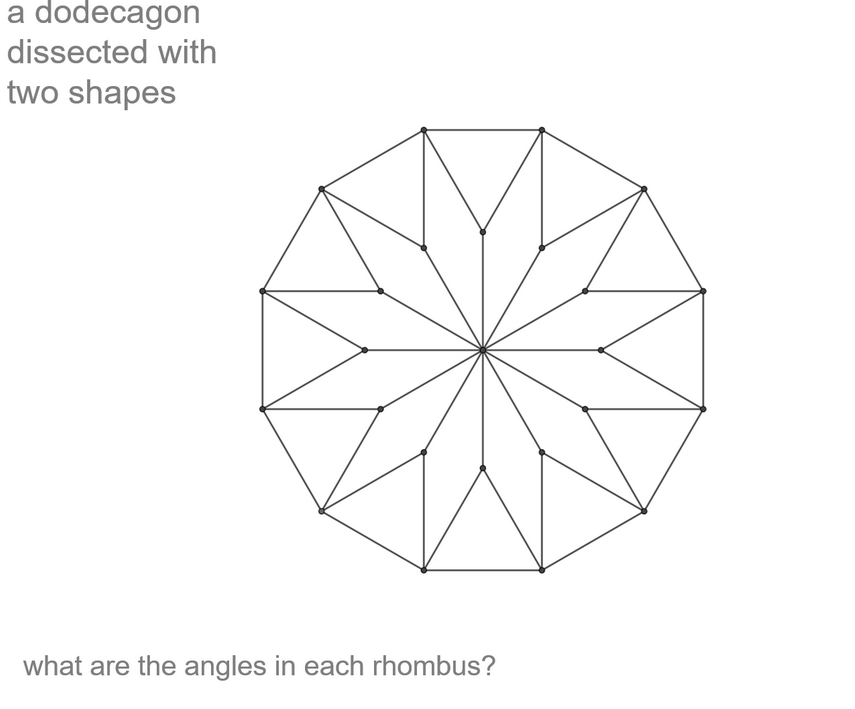 a dodecagon
dissected with
two shapes
what are the angles in each rhombus?